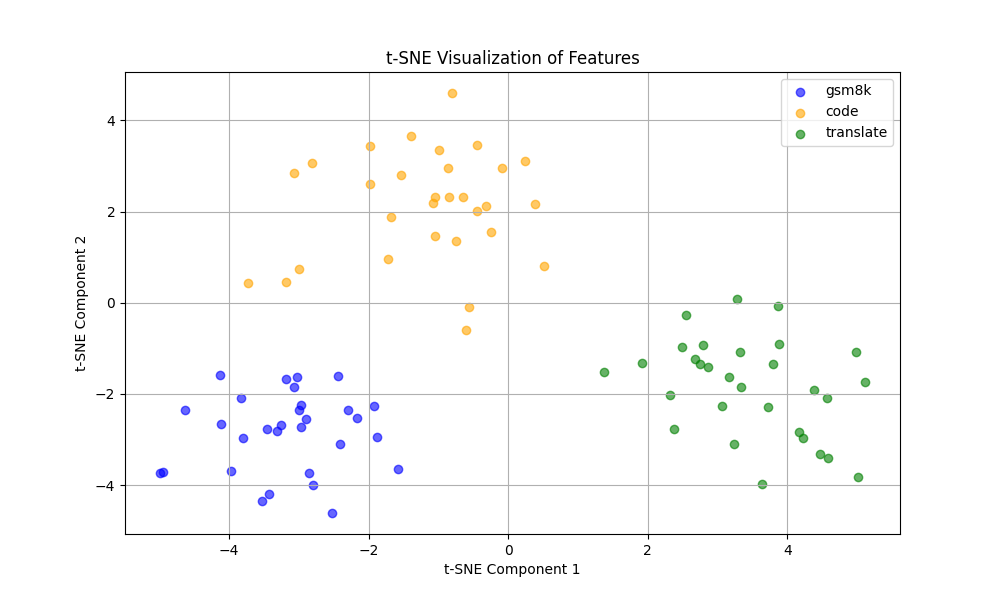 t-SNE Visualization of Features
gsm8k
code
translate
4
2
0
−2
−4
t-SNE Component 2
−4
−2
0
2
4
t-SNE Component 1